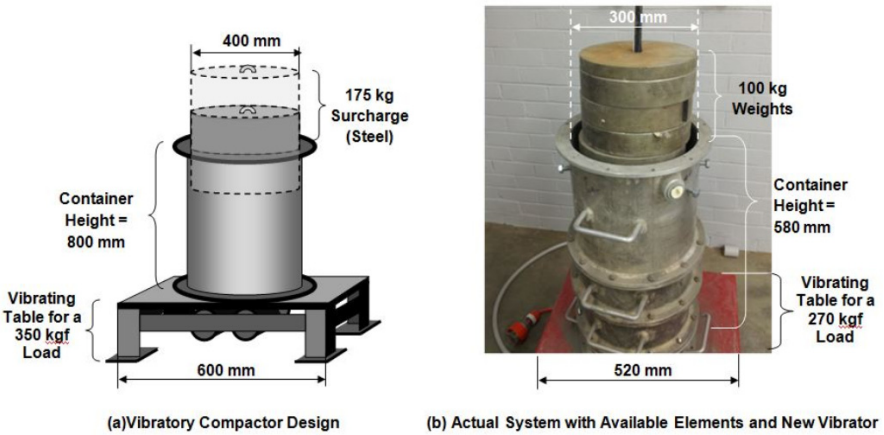 400 mm
175 kg
Surcharge
(Steel)
Container
Height =
800 mm
Vibrating
Table for a
350 kgf
Load
600 mm
(a)Vibratory Compactor Design
300 mm
100 kg
Weights
Container
Height =
580 mm
Vibrating
Table for a
270 kgf
Load
520 mm
(b) Actual System with Available Elements and New Vibrator